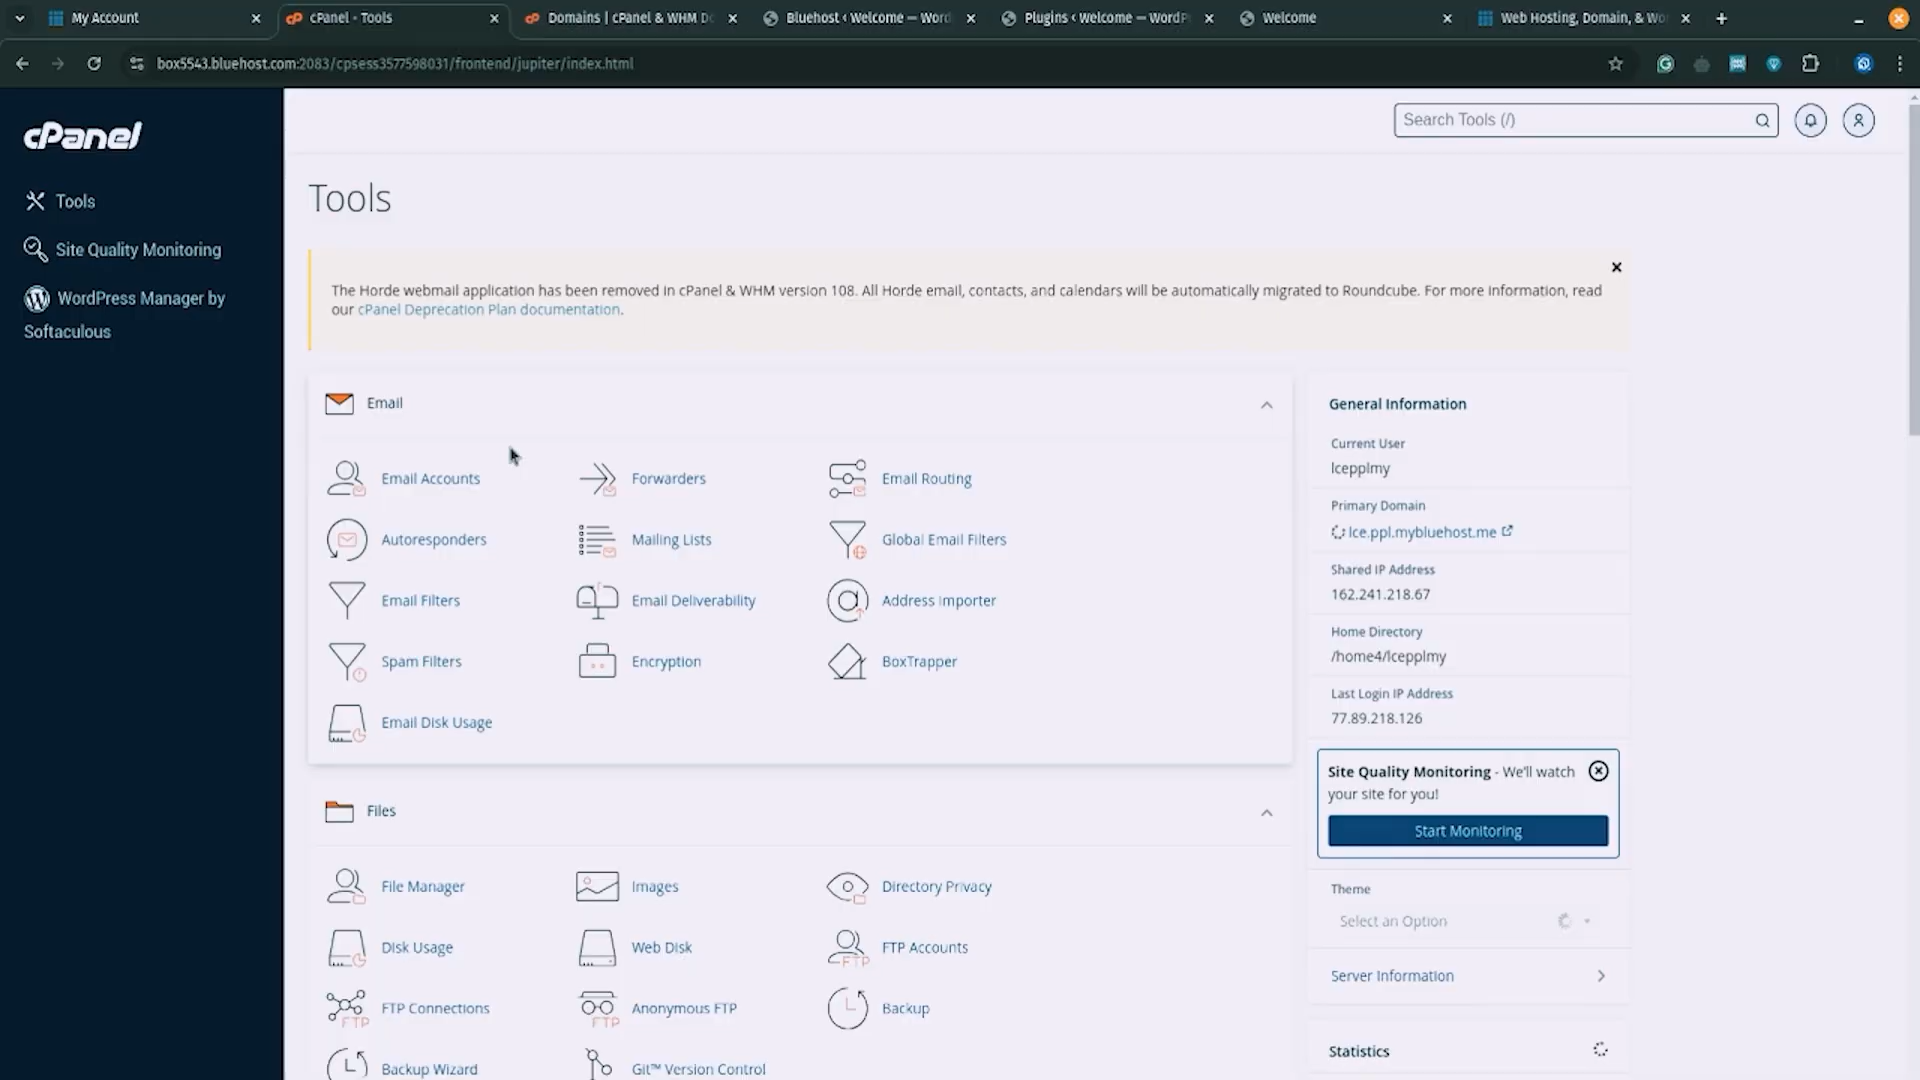 My Account
cPanel - Tools
Domains | cPanel & WHM Do
Bluehost ‹ Welcome — Word
Plugins ‹ Welcome — WordP
Welcome
Web Hosting, Domain, & Wo
box5543.bluehost.com:2083/cpsess3577598031/frontend/jupiter/index.html
cPanel
Search Tools (/)
Tools
Site Quality Monitoring
WordPress Manager by
Softaculous
Tools
The Horde webmail application has been removed in cPanel & WHM version 108. All Horde email, contacts, and calendars will be automatically migrated to Roundcube. For more information, read
our cPanel Deprecation Plan documentation.
Email
Email Accounts
Forwarders
Email Routing
Autoresponders
Mailing Lists
Global Email Filters
Email Filters
Email Deliverability
Address Importer
Spam Filters
Encryption
BoxTrapper
Email Disk Usage
Files
File Manager
Images
Directory Privacy
Disk Usage
Web Disk
FTP Accounts
FTP Connections
Anonymous FTP
Backup
Backup Wizard
Git™ Version Control
General Information
Current User
lcepplmy
Primary Domain
lce.ppl.mybluehost.me
Shared IP Address
162.241.218.67
Home Directory
/home4/lcepplmy
Last Login IP Address
77.89.218.126
Site Quality Monitoring - We'll watch
your site for you!
Start Monitoring
Theme
Select an Option
Server Information
Statistics